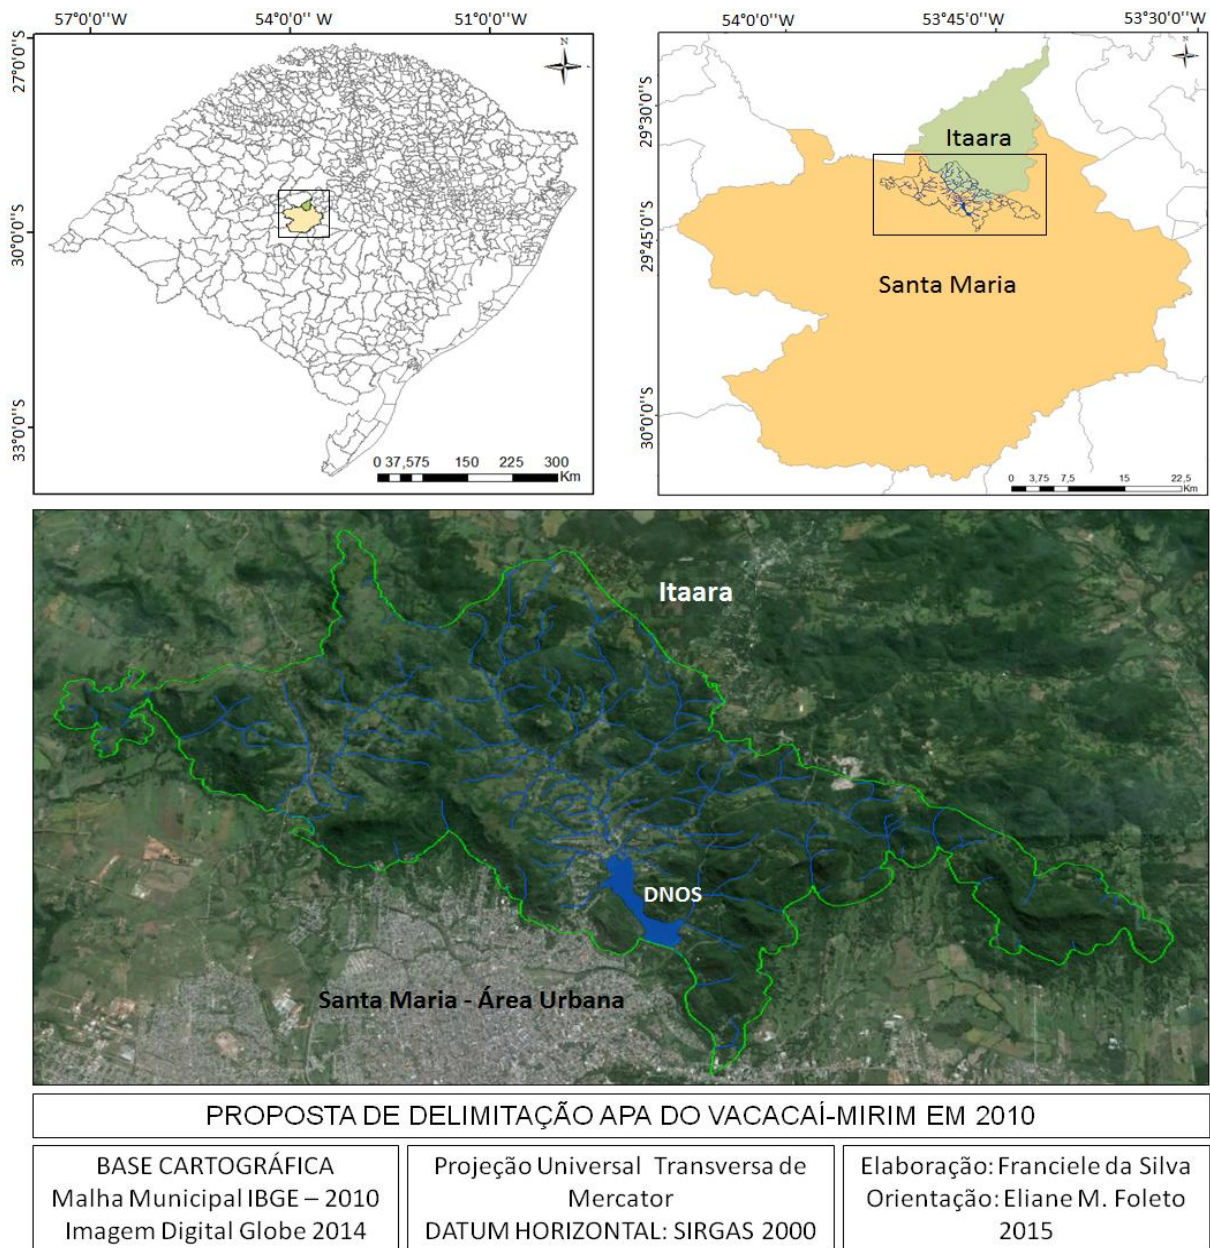 57°0'0"W 54°0'0"W 51°0'0"W
27°0'0"S
30°0'0"S
33°0'0"S
N
0 37,575 150 225 300
Km
54°0'0"W 53°45'0"W 53°30'0"W
29°30'0"S
29°45'0"S
30°0'0"S
N
Itaara
Santa Maria
0 3,75 7,5 15 22,5
Km
Itaara
DNOS
Santa Maria - Área Urbana
PROPOSTA DE DELIMITAÇÃO APA DO VACACAÍ-MIRIM EM 2010
BASE CARTOGRÁFICA
Malha Municipal IBGE – 2010
Imagem Digital Globe 2014
Projeção Universal Transversa de
Mercator
DATUM HORIZONTAL: SIRGAS 2000
Elaboração: Franciele da Silva
Orientação: Eliane M. Foleto
2015